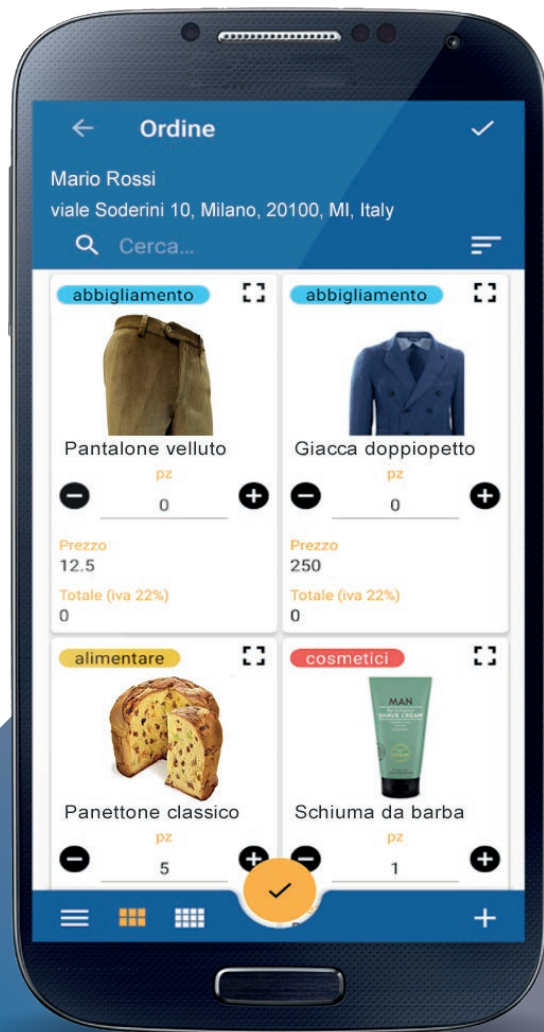 Ordine
Mario Rossi
viale Soderini 10, Milano, 20100, MI, Italy
Cerca...
abbigliamento
Pantalone velluto
pz
0
Prezzo
12.5
Totale (iva 22%)
0
abbigliamento
Giacca doppiopetto
pz
0
Prezzo
250
Totale (iva 22%)
0
alimentare
Panettone classico
pz
5
cosmetici
MAN
SHAVE CREAM
Schiuma da barba
pz
1